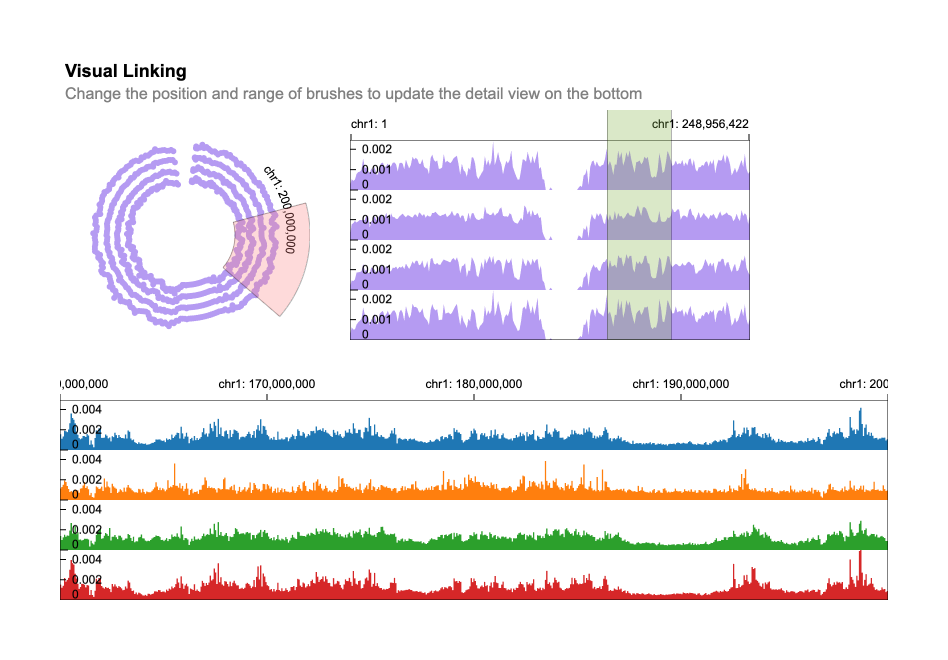 Visual Linking
Change the position and range of brushes to update the detail view on the bottom
chr1: 1
chr1: 248,956,422
chr1: 200,000,000
0.002
0.001
0
0.002
0.001
0
0.002
0.001
0
0.002
0.001
0
0,000,000
chr1: 170,000,000
chr1: 180,000,000
chr1: 190,000,000
chr1: 200
0.004
0.002
0
0.004
0.002
0
0.004
0.002
0
0.004
0.002
0